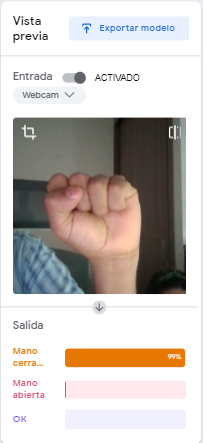 Vista
previa
Exportar modelo
Entrada
ACTIVADO
Webcam
Salida
Mano
cerra...
99%
Mano
abierta
OK